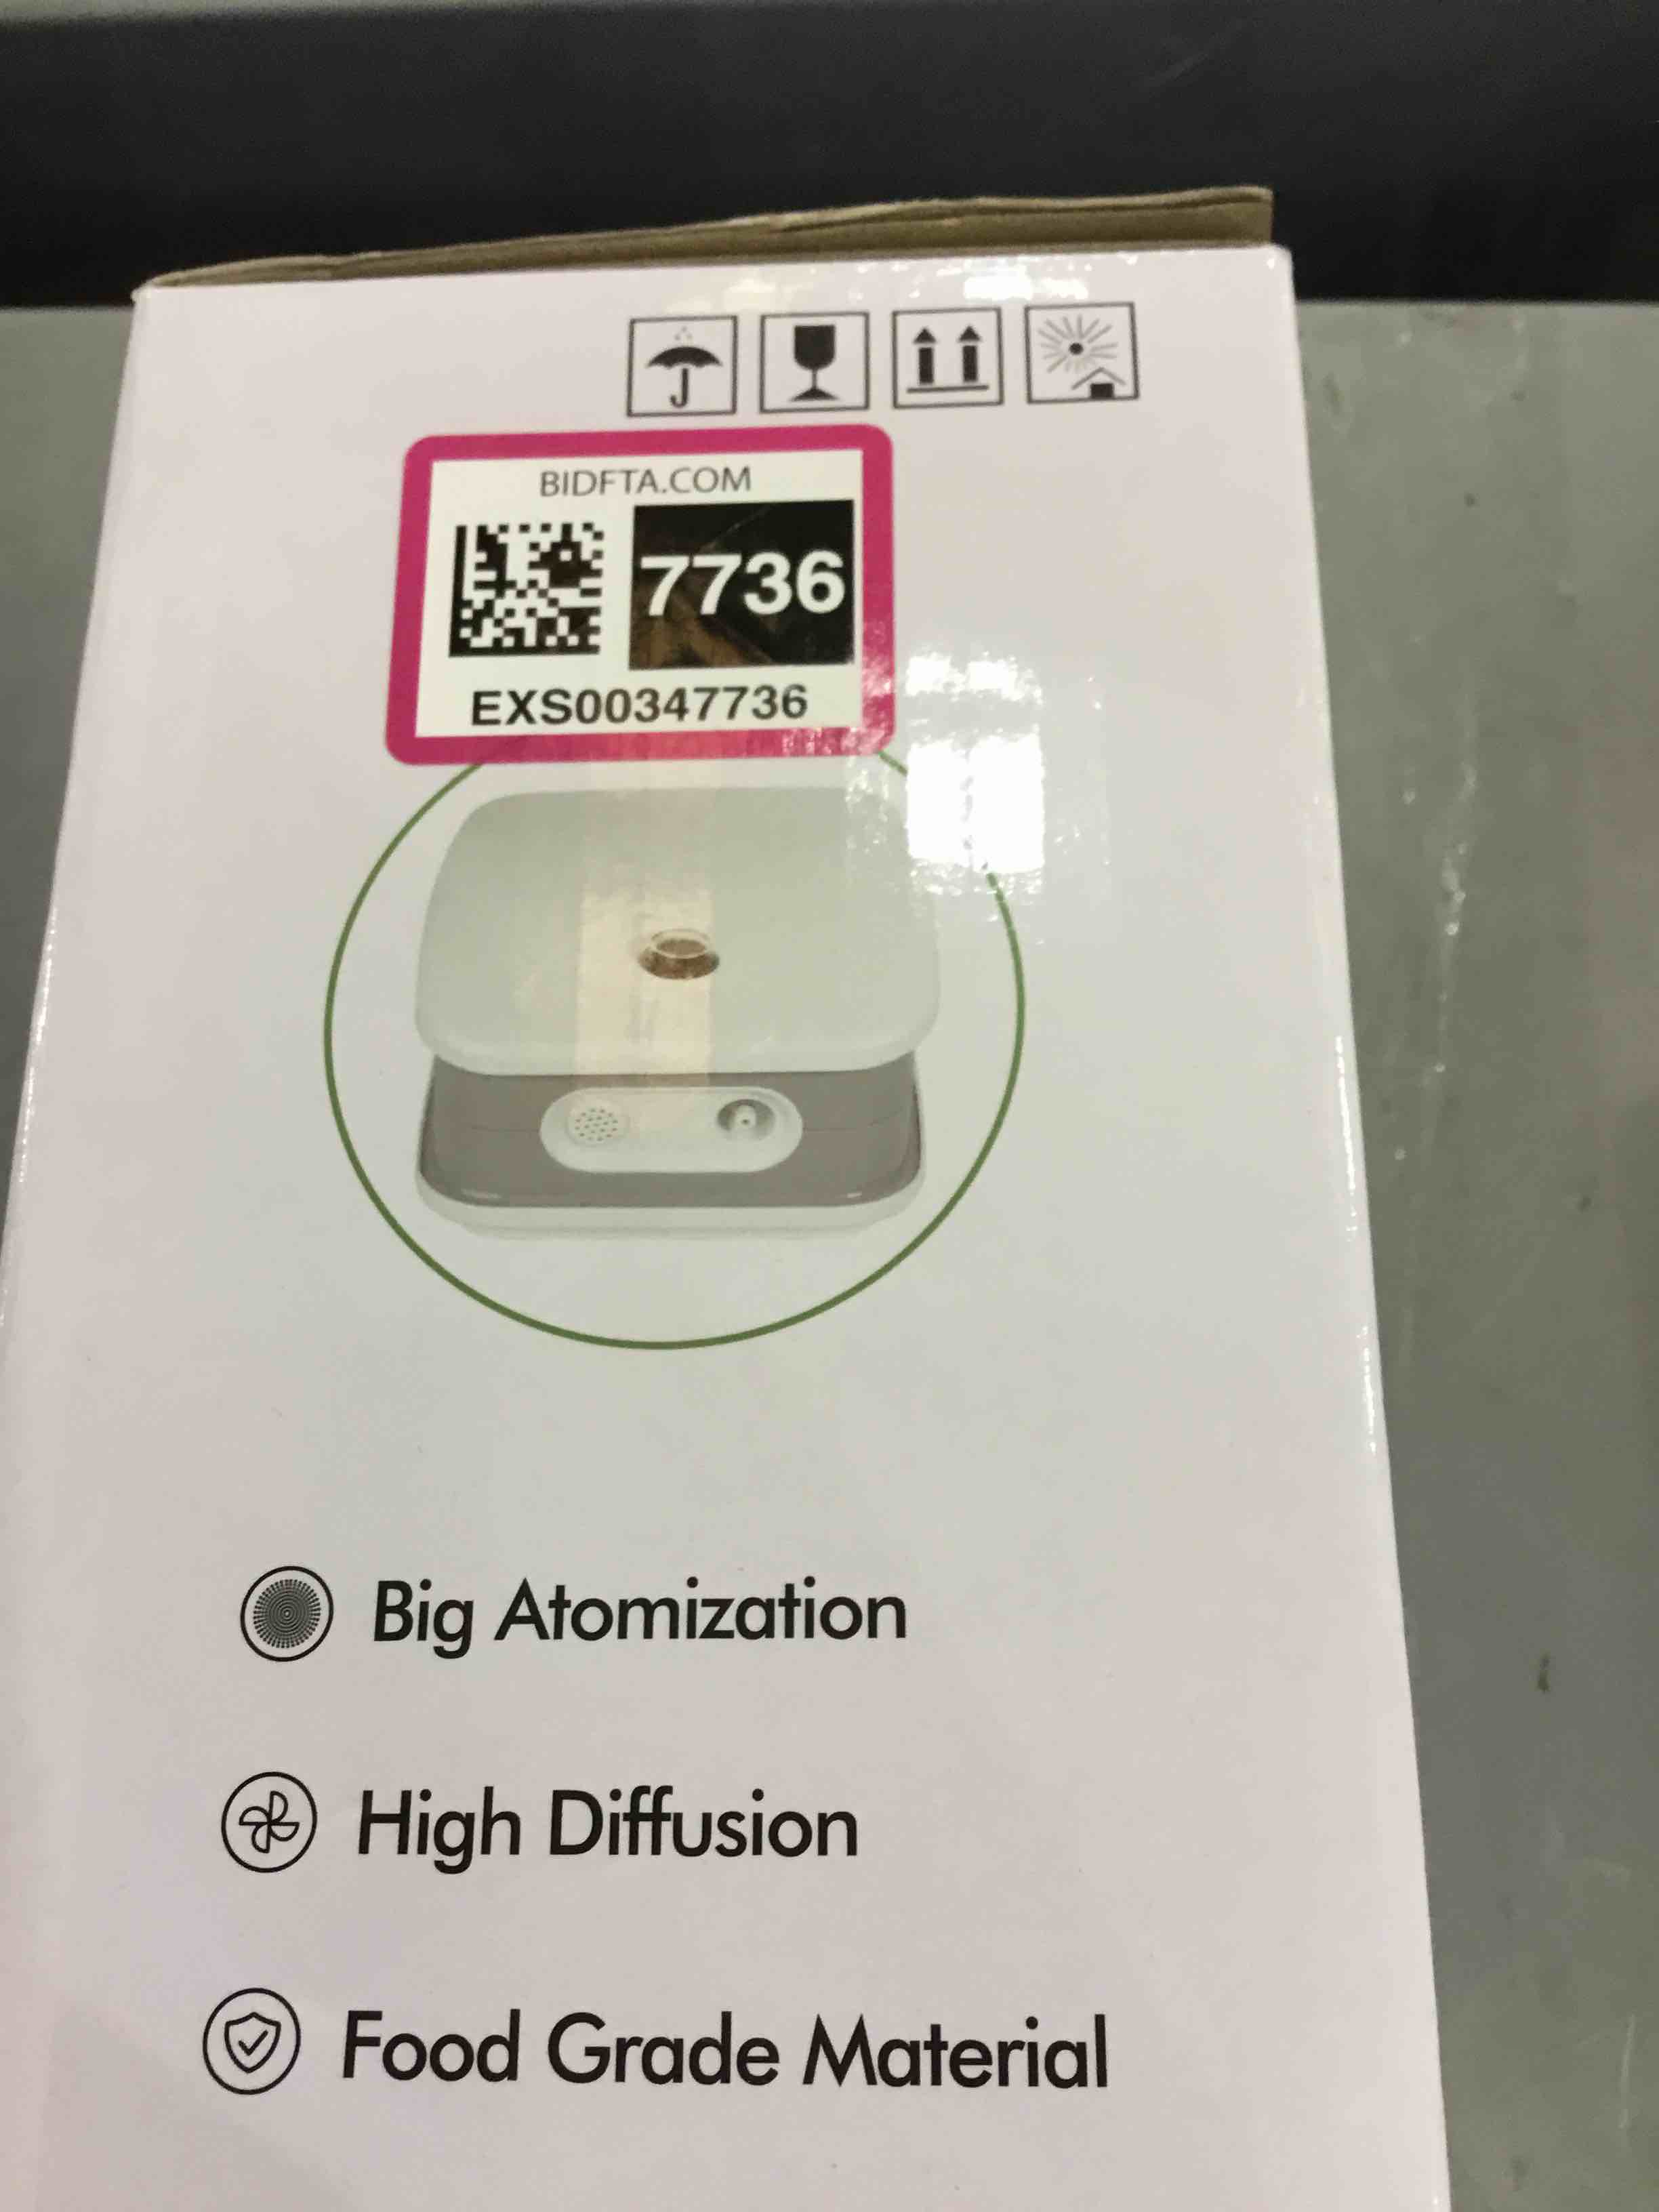 BIDFTA.COM
7736
EXS00347736
Big Atomization
High Diffusion
Food Grade Material